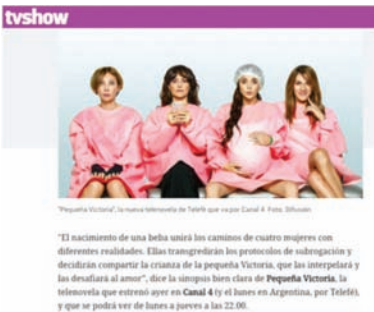 tvshow
"Pequeña Victoria", la nueva telenovela de Telefé que va por Canal 4. Foto: Difusión
"El nacimiento de una beba unirá los caminos de cuatro mujeres con
diferentes realidades. Ellas transgredirán los protocolos de subrogación y
decidirán compartir la crianza de la pequeña Victoria, que las interpelará y
las desafiará al amor", dice la sinopsis bien clara de Pequeña Victoria, la
telenovela que estrenó ayer en Canal 4 (y el lunes en Argentina, por Telefé),
y que se podrá ver de lunes a jueves a las 22.00.